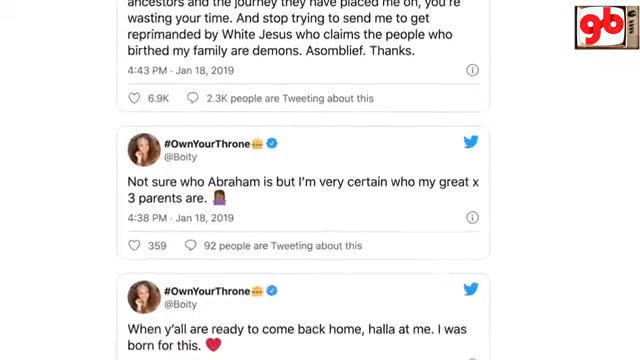 ancestors and the journey they have placed me on, you're
wasting your time. And stop trying to send me to get
reprimanded by White Jesus who claims the people who
birthed my family are demons. Asomblief. Thanks.
4:43 PM · Jan 18, 2019
6.9K 2.3K people are Tweeting about this
#OwnYourThrone
@Boity
Not sure who Abraham is but I'm very certain who my great x
3 parents are.
4:38 PM · Jan 18, 2019
359 92 people are Tweeting about this
#OwnYourThrone
@Boity
When y'all are ready to come back home, halla at me. I was
born for this.
gb